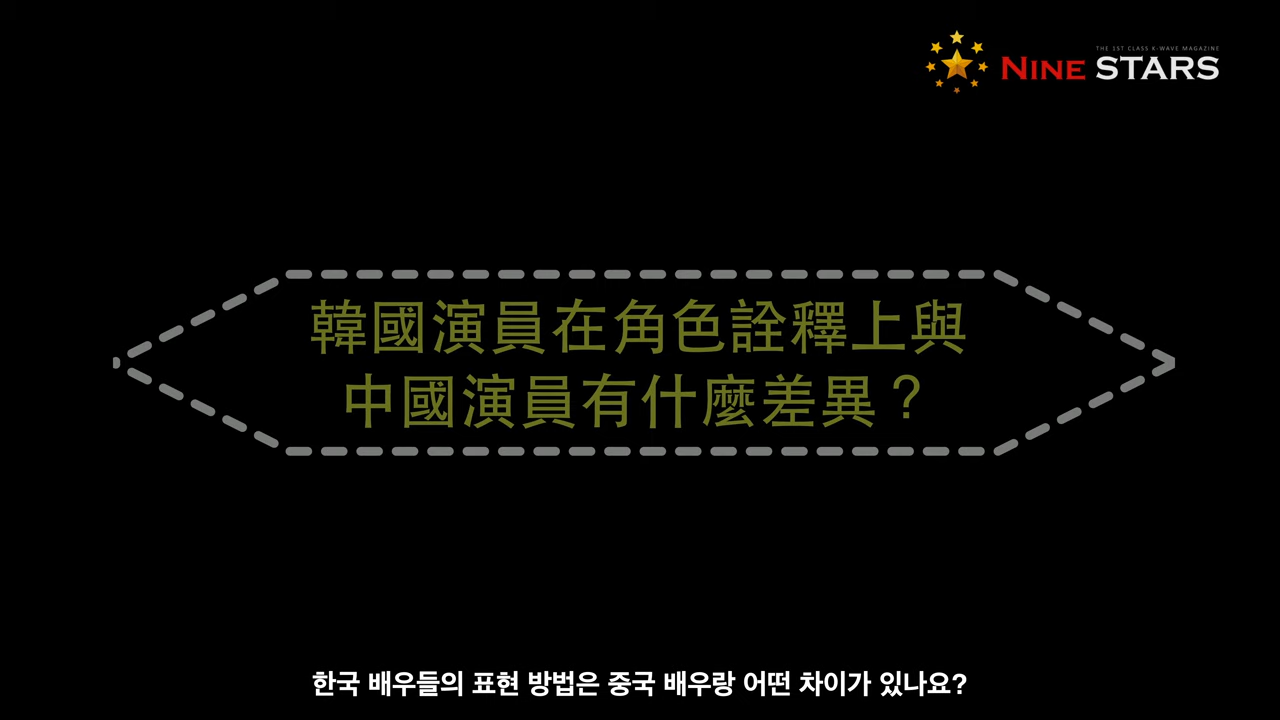 THE 1ST CLASS K-WAVE MAGAZINE
NINE STARS
韓國演員在角色詮釋上與
中國演員有什麼差異？
한국 배우들의 표현 방법은 중국 배우랑 어떤 차이가 있나요?